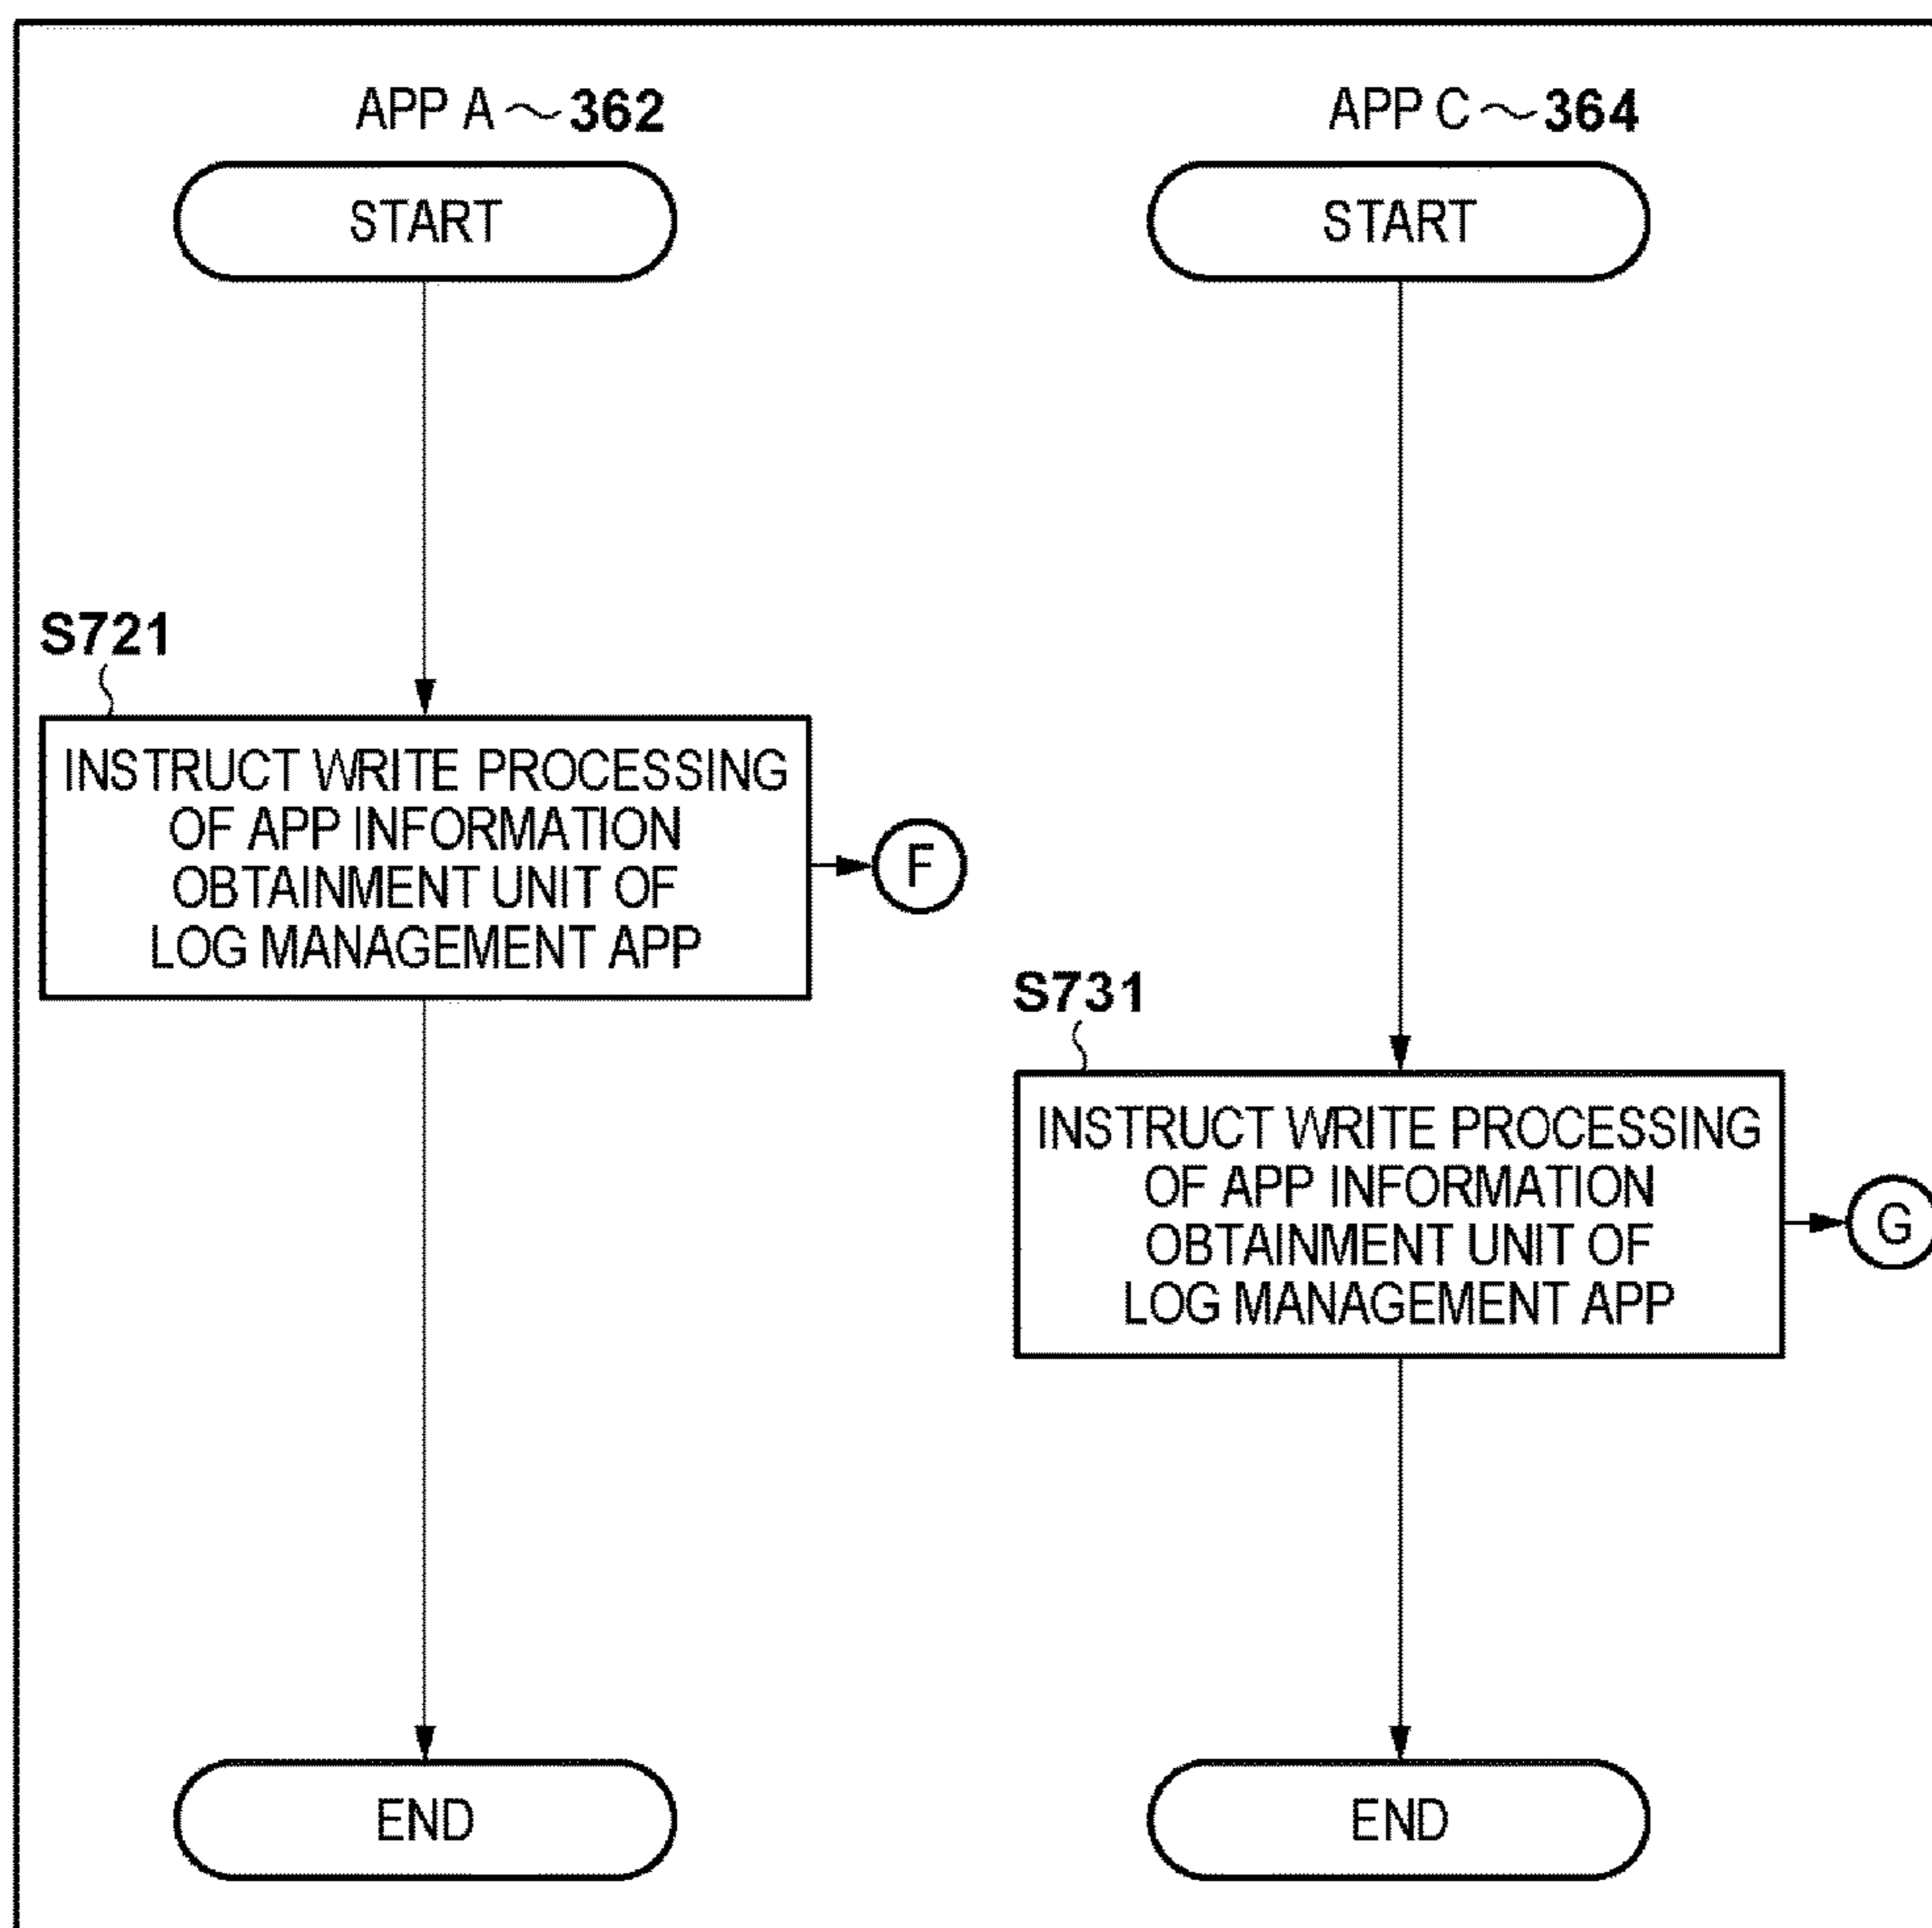 APP A 362
START
S721
INSTRUCT WRITE PROCESSING
OF APP INFORMATION
OBTAINMENT UNIT OF
LOG MANAGEMENT APP
F
END
APP C 364
START
S731
INSTRUCT WRITE PROCESSING
OF APP INFORMATION
OBTAINMENT UNIT OF
LOG MANAGEMENT APP
G
END